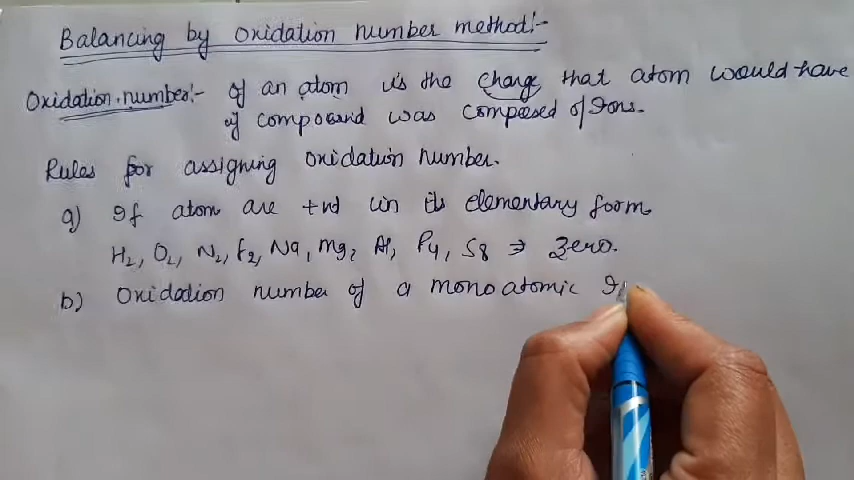 Balancing by oxidation number method:-
Oxidation number:- of an atom is the charge that atom would have
if compound was composed of Ions.
Rules for assigning oxidation number.
a) If atom are +nt in its elementary form
H₂, O₂, N₂, F₂, Na, Mg, Al, P4, S8 ⇒ Zero.
b) Oxidation number of a monoatomic